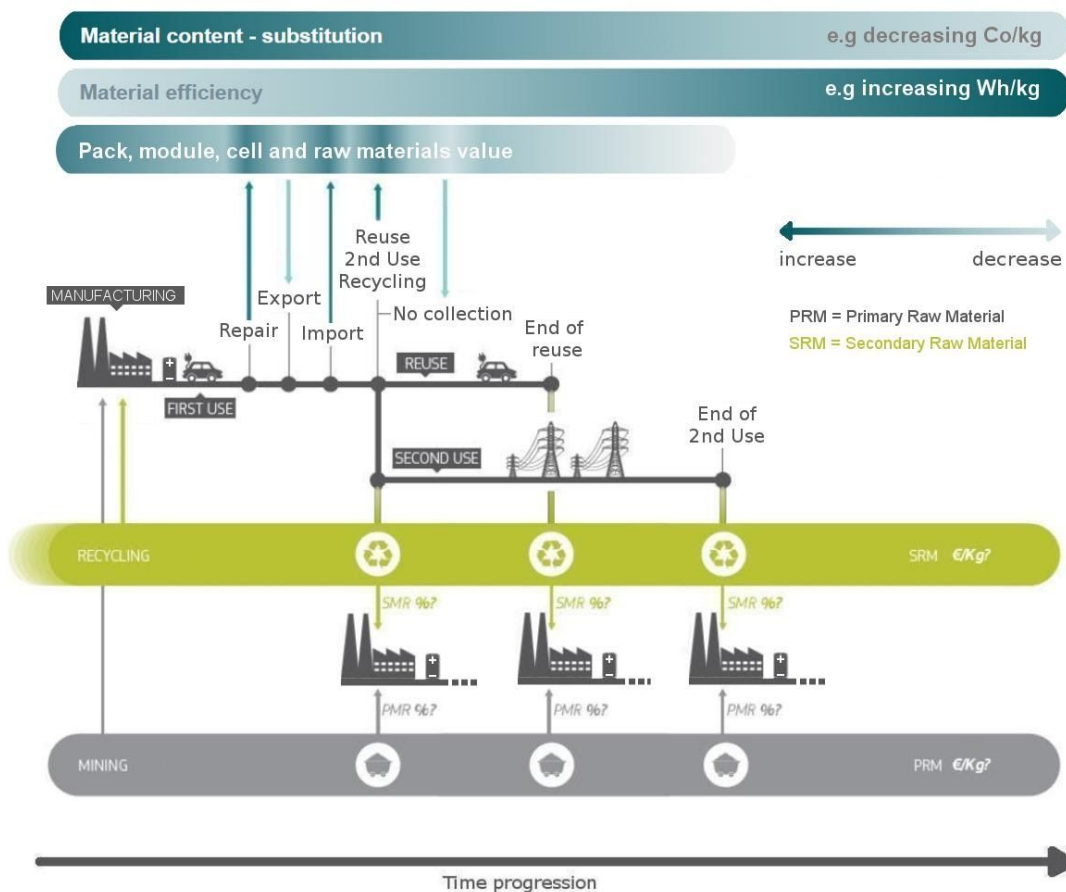 Material content - substitution
e.g decreasing Co/kg
Material efficiency
e.g increasing Wh/kg
Pack, module, cell and raw materials value
increase
decrease
PRM = Primary Raw Material
SRM = Secondary Raw Material
MANUFACTURING
Repair
Export
Import
Reuse
2nd Use
Recycling
No collection
End of
reuse
FIRST USE
REUSE
SECOND USE
End of
2nd Use
RECYCLING
SRM €/Kg?
SMR %?
SMR %?
SMR %?
PMR %?
PMR %?
PMR %?
MINING
PRM €/Kg?
Time progression